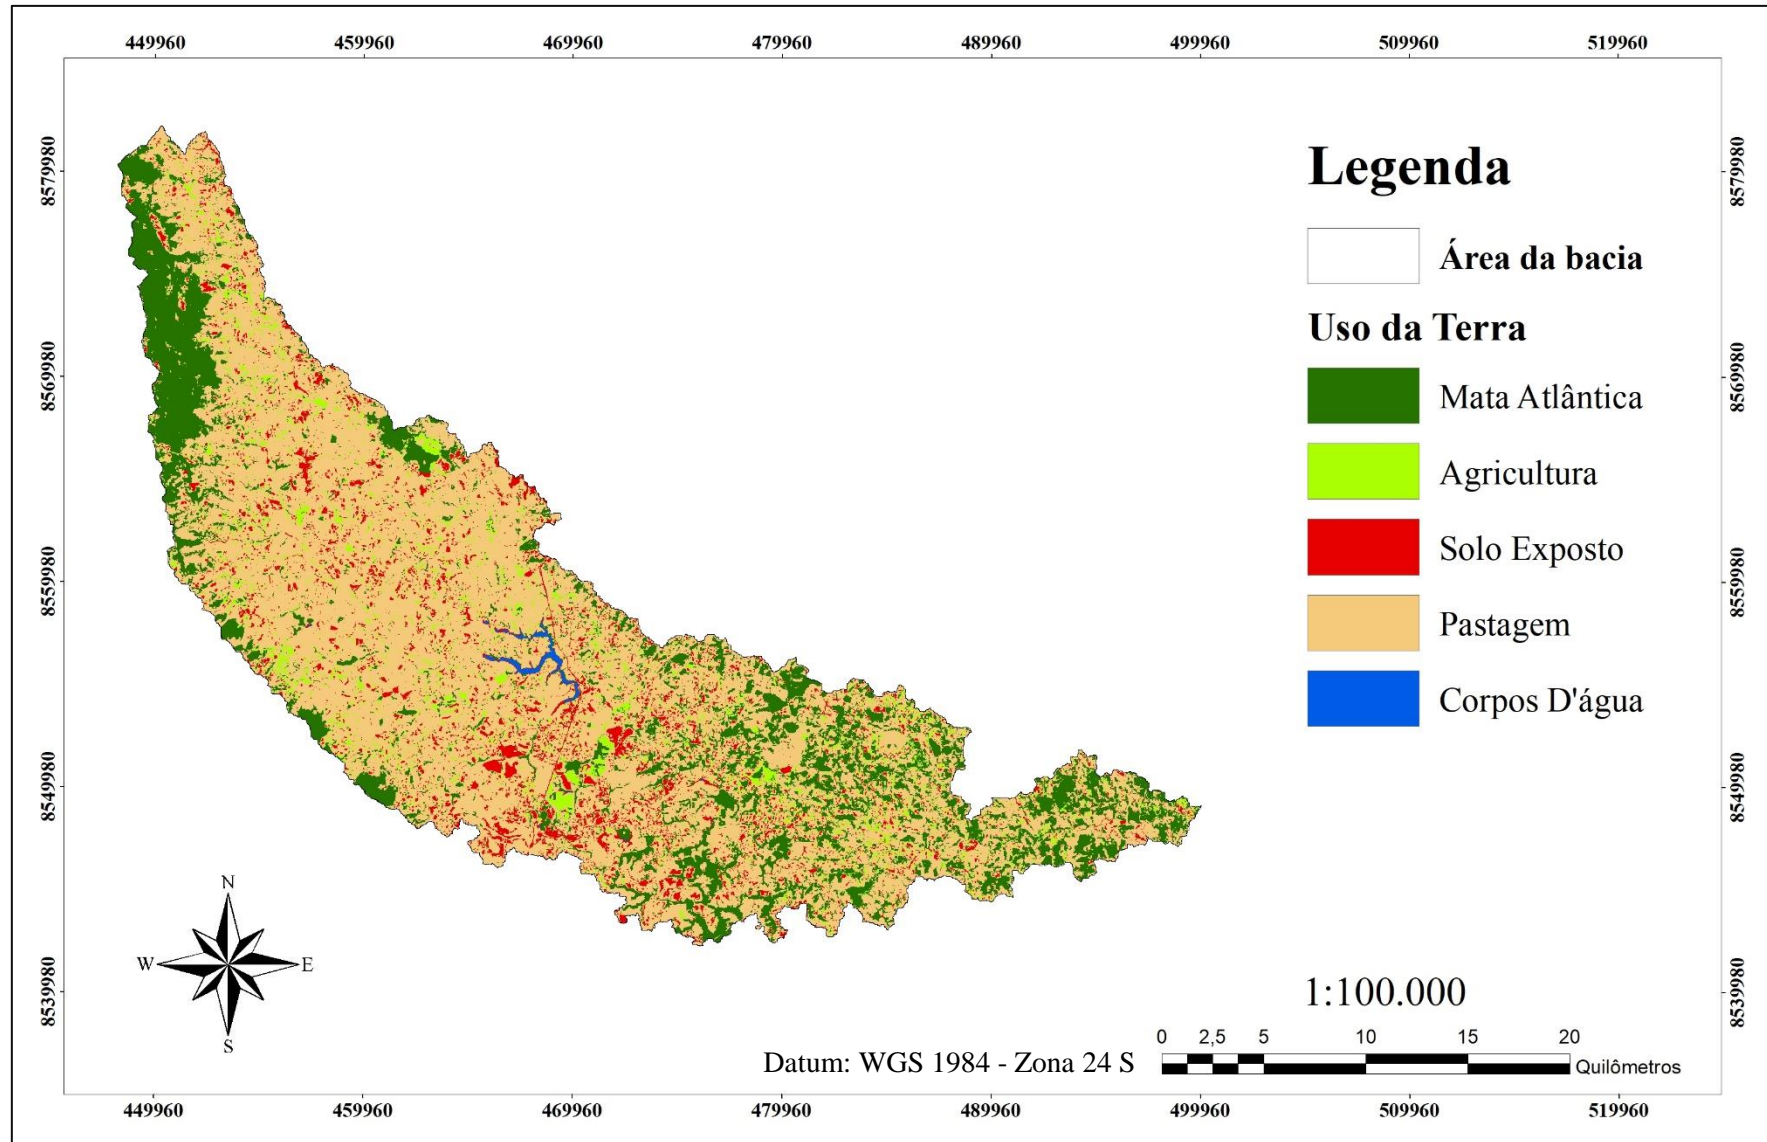 449960 459960 469960 479960 489960 499960 509960 519960
8579980 8579980
Legenda
Área da bacia
Uso da Terra
8569980 8569980
Mata Atlântica
Agricultura
Solo Exposto
8559980 8559980
Pastagem
Corpos D'água
8549980 8549980
N
W E
S
8539980 8539980
1:100.000
0 2,5 5 10 15 20
Datum: WGS 1984 - Zona 24 S
Quilômetros
449960 459960 469960 479960 489960 499960 509960 519960